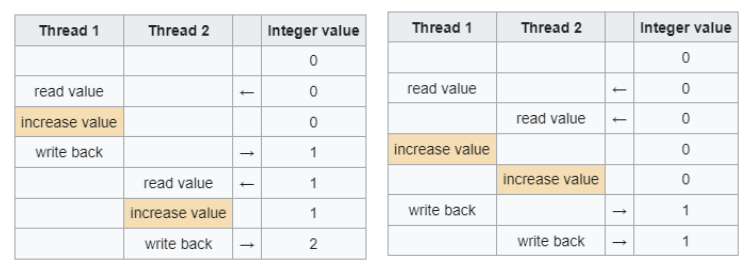 Thread 1 Thread 2 Integer value
0
read value ← 0
increase value 0
write back → 1
read value ← 1
increase value 1
write back → 2
Thread 1 Thread 2 Integer value
0
read value ← 0
read value ← 0
increase value 0
increase value 0
write back → 1
write back → 1